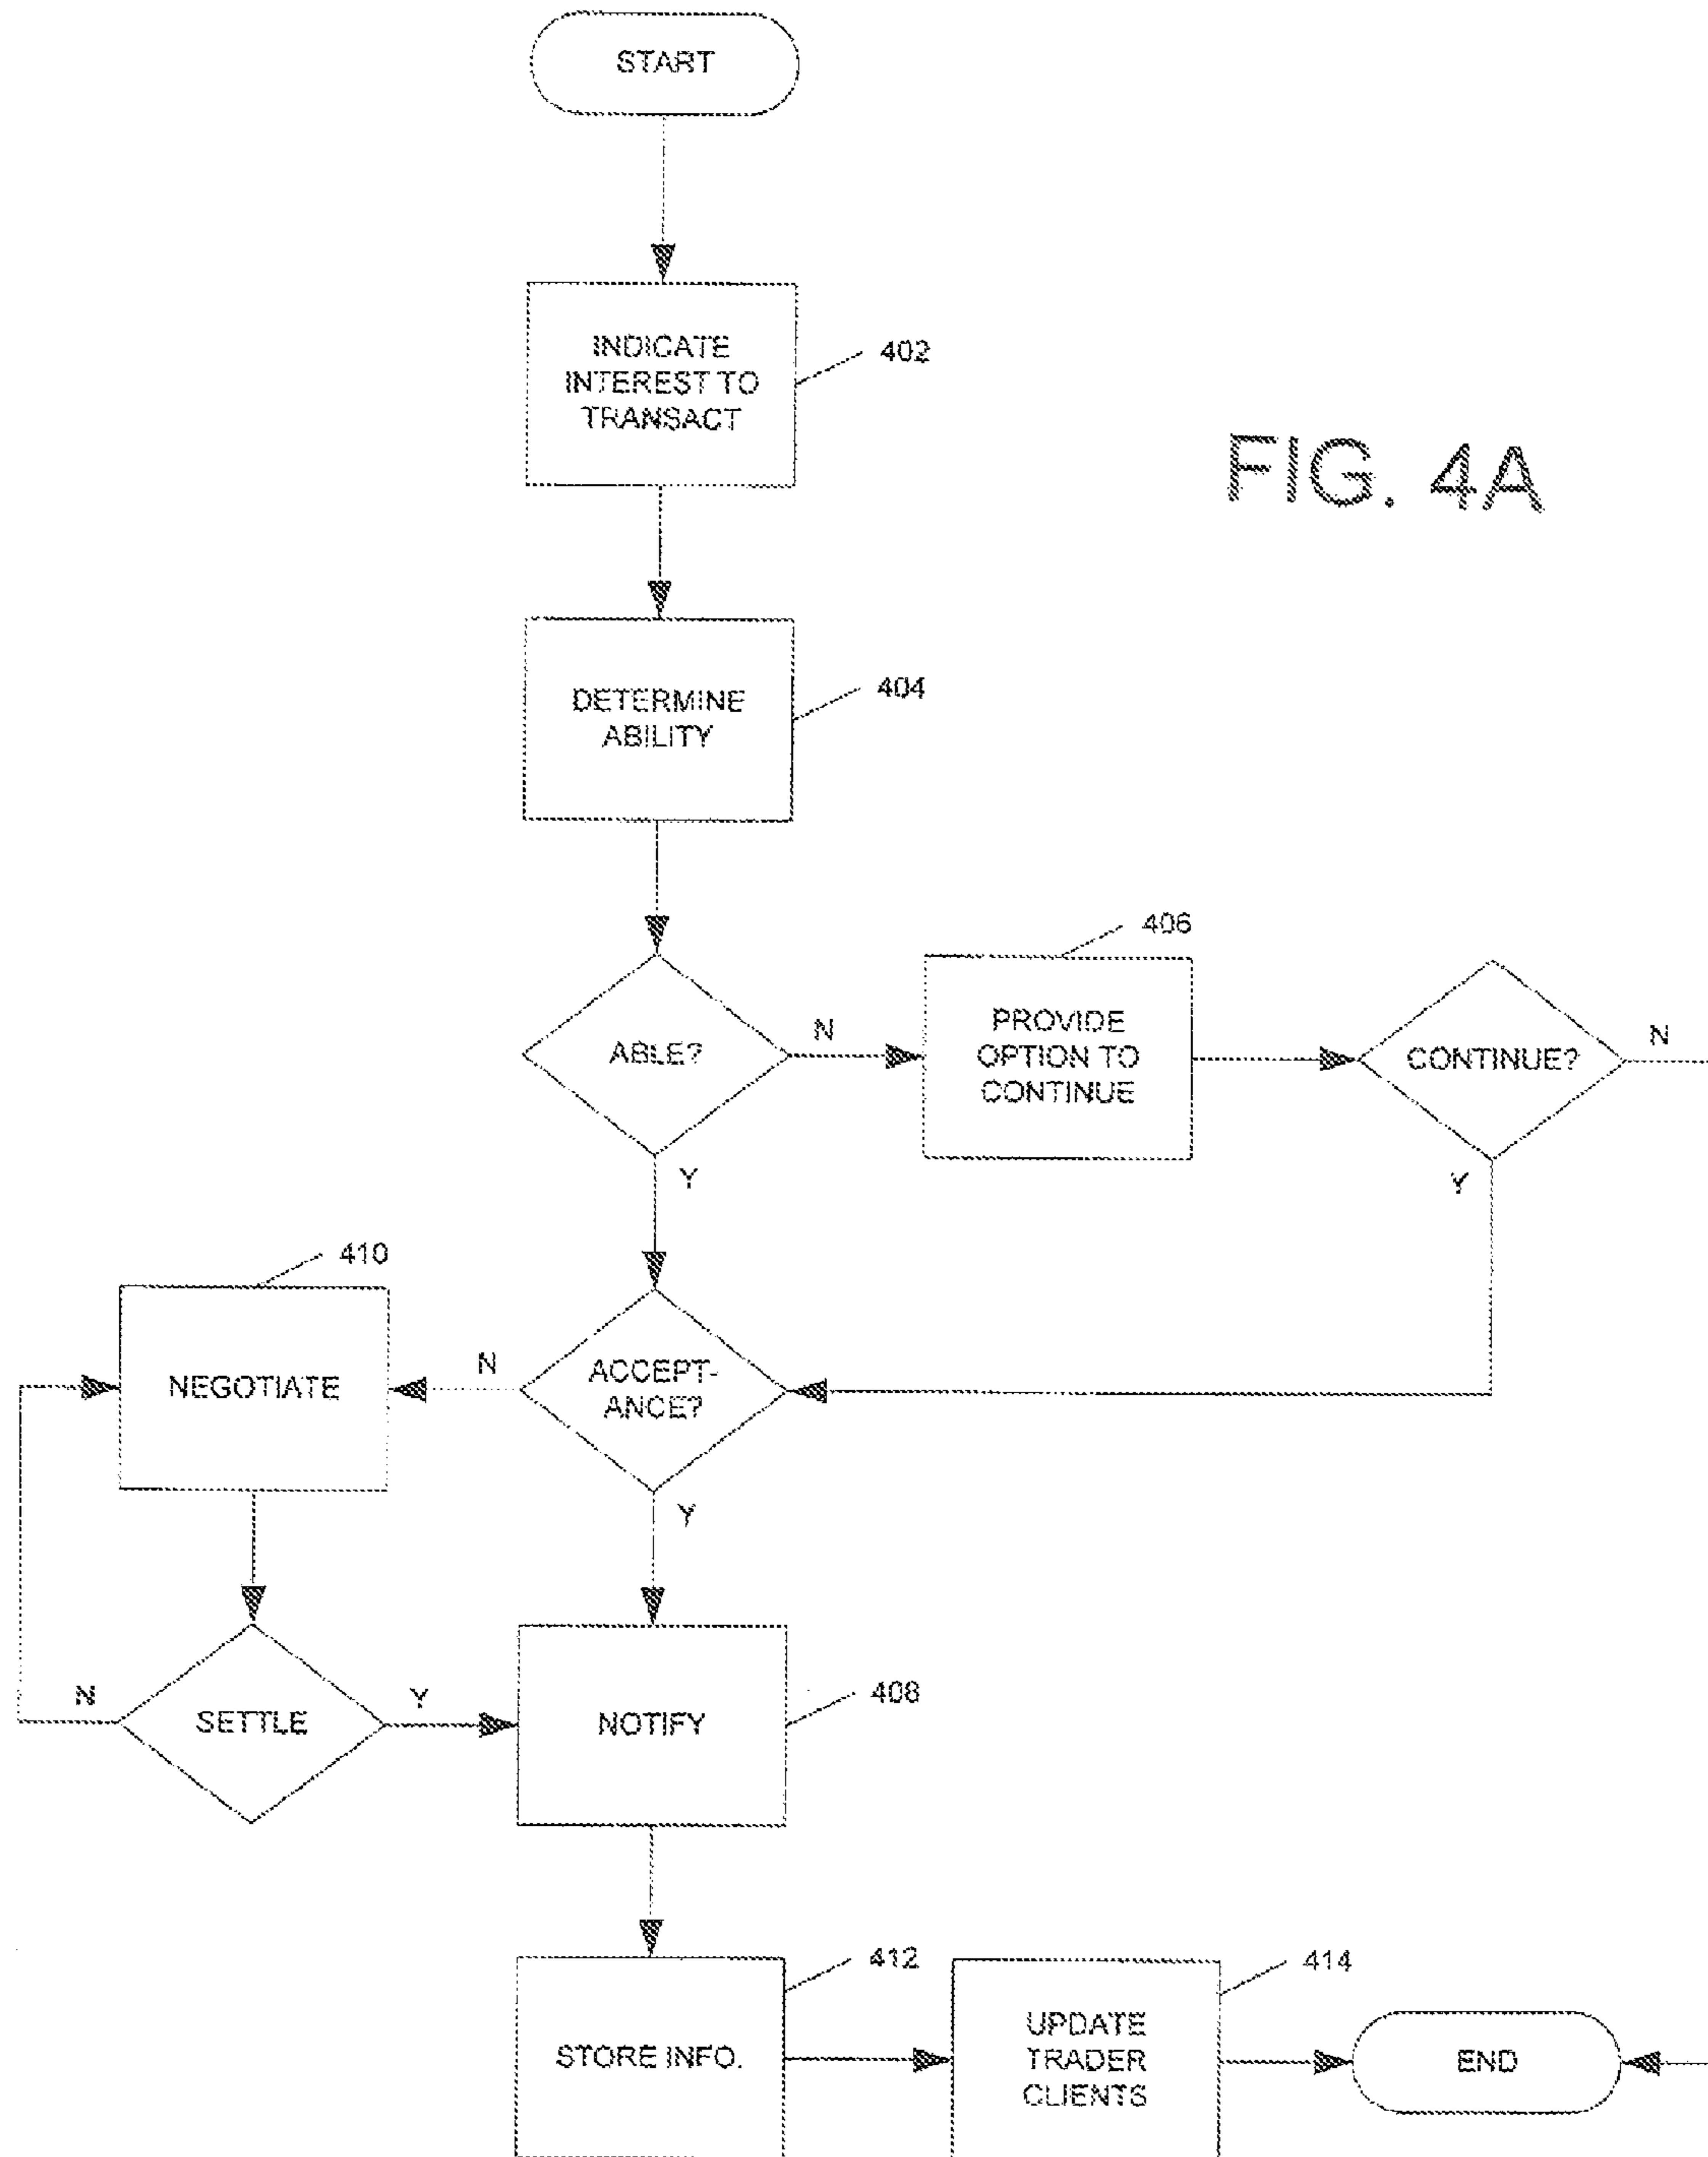 START
INDICATE
INTEREST TO
TRANSACT
402
FIG. 4A
DETERMINE
ABILITY
404
406
ABLE?
N
PROVIDE
OPTION TO
CONTINUE
CONTINUE?
N
Y
Y
410
NEGOTIATE
N
ACCEPT-
ANCE?
Y
N
SETTLE
Y
NOTIFY
408
412
STORE INFO.
414
UPDATE
TRADER
CLIENTS
END